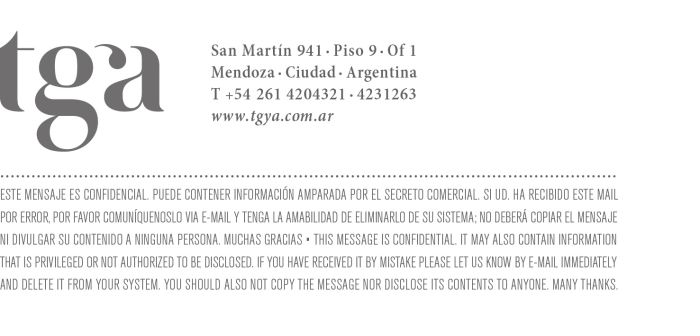 tga
San Martín 941 · Piso 9 · Of 1
Mendoza · Ciudad · Argentina
T +54 261 4204321 · 4231263
www.tgya.com.ar
ESTE MENSAJE ES CONFIDENCIAL. PUEDE CONTENER INFORMACIÓN AMPARADA POR EL SECRETO COMERCIAL. SI UD. HA RECIBIDO ESTE MAIL
POR ERROR, POR FAVOR COMUNÍQUENOSLO VIA E-MAIL Y TENGA LA AMABILIDAD DE ELIMINARLO DE SU SISTEMA; NO DEBERÁ COPIAR EL MENSAJE
NI DIVULGAR SU CONTENIDO A NINGUNA PERSONA. MUCHAS GRACIAS • THIS MESSAGE IS CONFIDENTIAL. IT MAY ALSO CONTAIN INFORMATION
THAT IS PRIVILEGED OR NOT AUTHORIZED TO BE DISCLOSED. IF YOU HAVE RECEIVED IT BY MISTAKE PLEASE LET US KNOW BY E-MAIL IMMEDIATELY
AND DELETE IT FROM YOUR SYSTEM. YOU SHOULD ALSO NOT COPY THE MESSAGE NOR DISCLOSE ITS CONTENTS TO ANYONE. MANY THANKS.